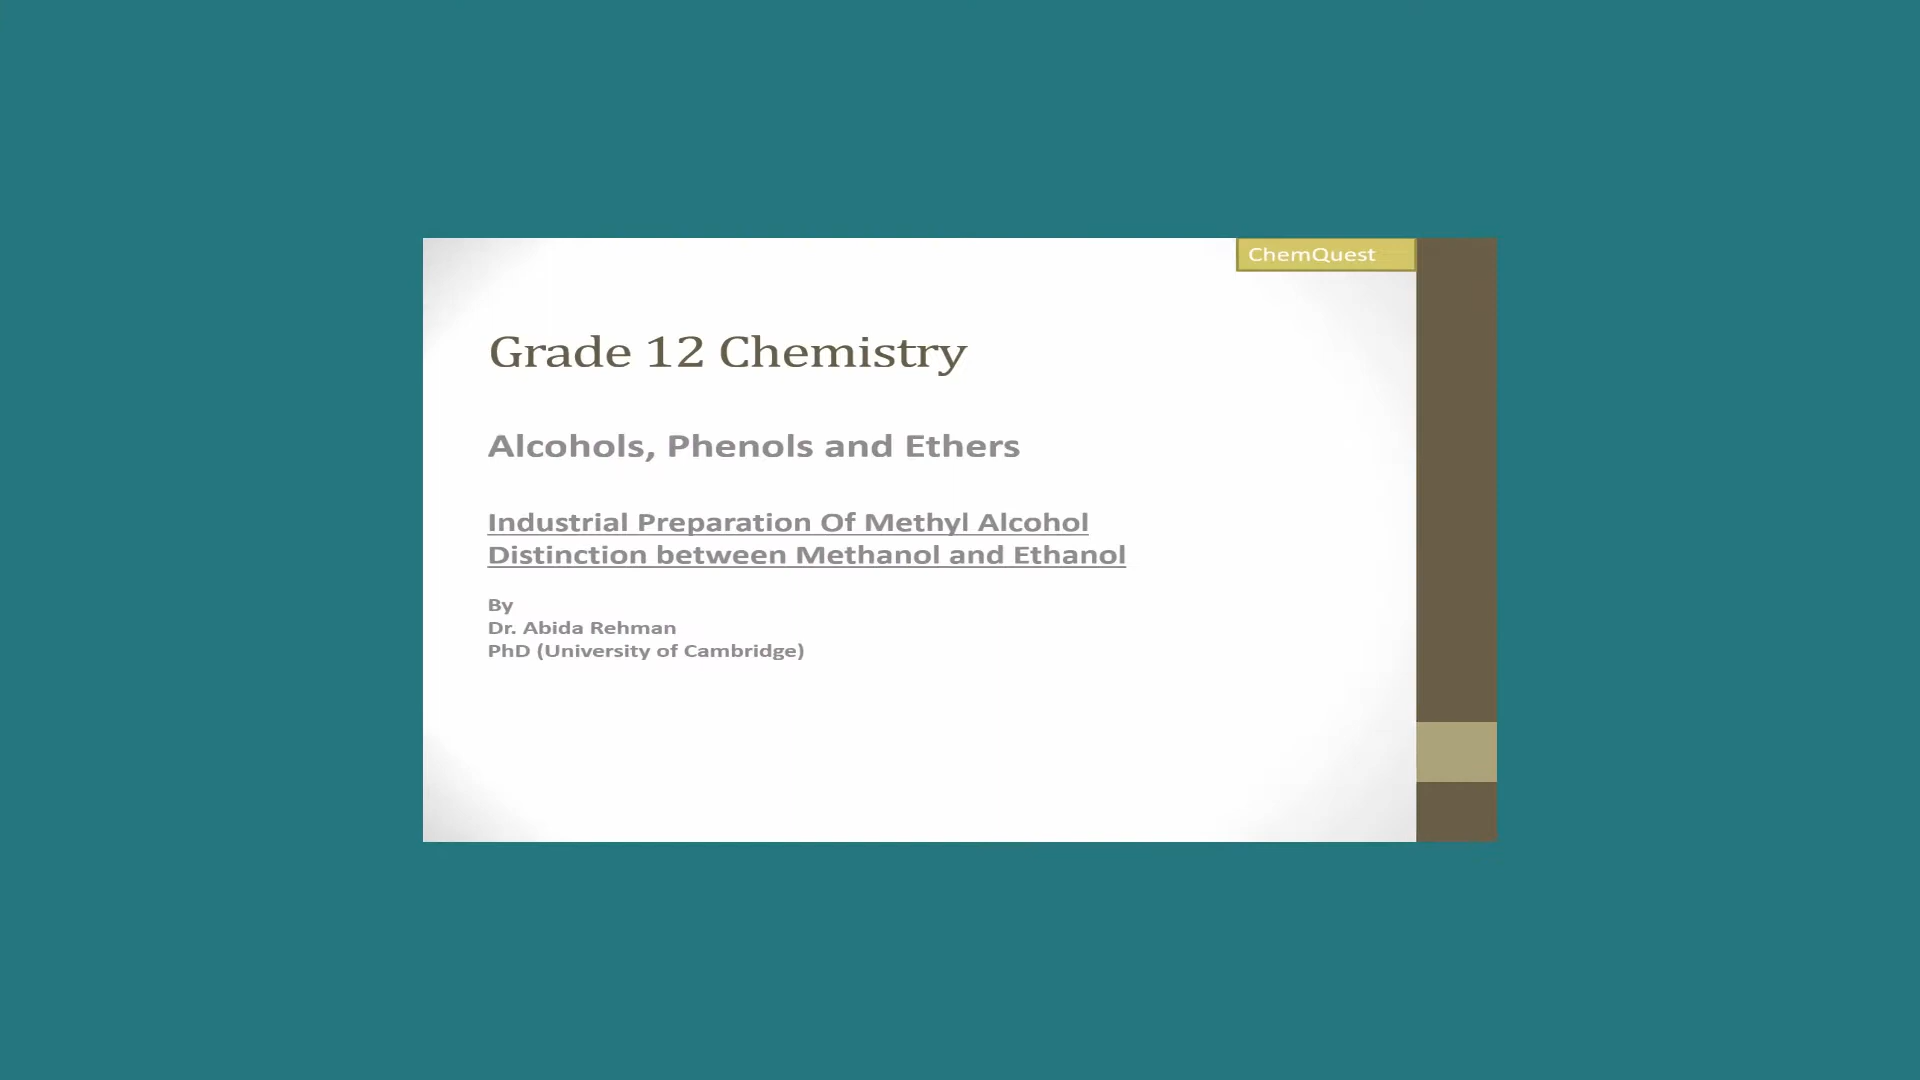 ChemQuest
Grade 12 Chemistry
Alcohols, Phenols and Ethers
Industrial Preparation Of Methyl Alcohol
Distinction between Methanol and Ethanol
By
Dr. Abida Rehman
PhD (University of Cambridge)